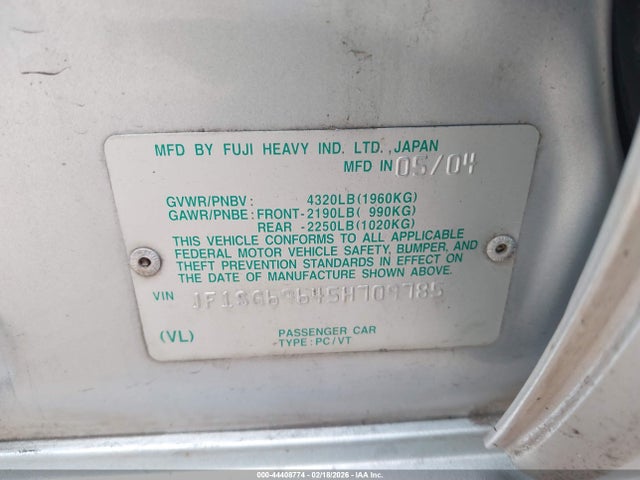 MFD BY FUJI HEAVY IND. LTD. ,JAPAN
MFD IN 05/04
GVWR/PNBV: 4320LB(1960KG)
GAWR/PNBE: FRONT-2190LB( 990KG)
REAR -2250LB(1020KG)
THIS VEHICLE CONFORMS TO ALL APPLICABLE
FEDERAL MOTOR VEHICLE SAFETY, BUMPER, AND
THEFT PREVENTION STANDARDS IN EFFECT ON
THE DATE OF MANUFACTURE SHOWN ABOVE.
VIN JF1SG69645H709785
(VL) PASSENGER CAR
-TYPE: PC/VT
000-44408774 - 02/18/2026 - COPYRIGHT IAA, LLC